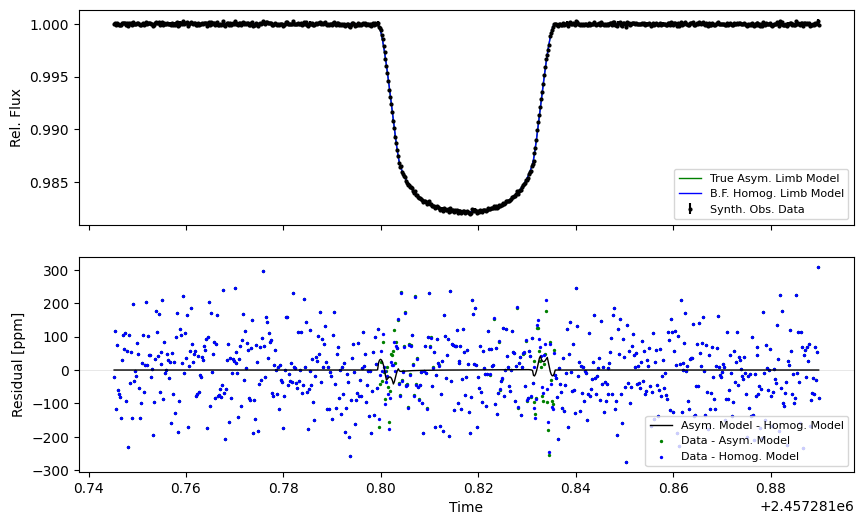 1.000
0.995
0.990
0.985
Rel. Flux
True Asym. Limb Model
B.F. Homog. Limb Model
Synth. Obs. Data
300
200
100
0
−100
−200
−300
Residual [ppm]
Asym. Model - Homog. Model
Data - Asym. Model
Data - Homog. Model
0.74 0.76 0.78 0.80 0.82 0.84 0.86 0.88
Time
+2.457281e6